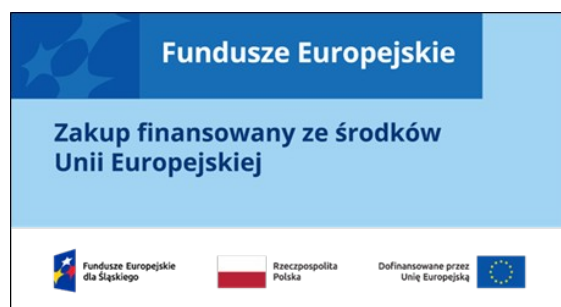 Fundusze Europejskie
Zakup finansowany ze środków
Unii Europejskiej
Fundusze Europejskie
dla Śląskiego
Rzeczpospolita
Polska
Dofinansowane przez
Unię Europejską